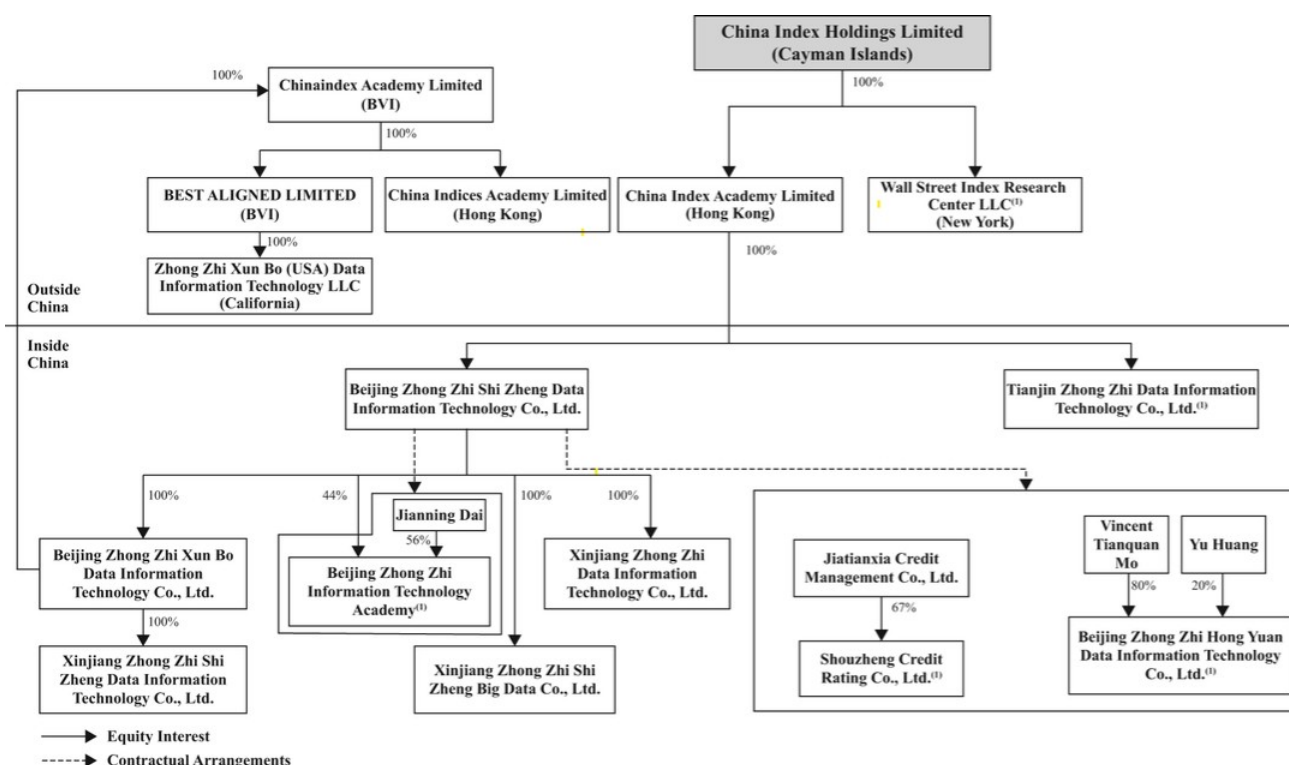 China Index Holdings Limited
(Cayman Islands)
100%
100%
Chinaindex Academy Limited
(BVI)
100%
BEST ALIGNED LIMITED
(BVI)
China Indices Academy Limited
(Hong Kong)
China Index Academy Limited
(Hong Kong)
Wall Street Index Research
Center LLC(1)
(New York)
100%
100%
Zhong Zhi Xun Bo (USA) Data
Information Technology LLC
(California)
Outside
China
Inside
China
Beijing Zhong Zhi Shi Zheng Data
Information Technology Co., Ltd.
Tianjin Zhong Zhi Data Information
Technology Co., Ltd.(1)
100%
44%
100%
100%
Jianning Dai
56%
Beijing Zhong Zhi Xun Bo
Data Information
Technology Co., Ltd.
Beijing Zhong Zhi
Information Technology
Academy(1)
Xinjiang Zhong Zhi
Data Information
Technology Co., Ltd.
Jiatianxia Credit
Management Co., Ltd.
Vincent
Tianquan
Mo
Yu Huang
67%
80%
20%
100%
Xinjiang Zhong Zhi Shi
Zheng Data Information
Technology Co., Ltd.
Xinjiang Zhong Zhi Shi
Zheng Big Data Co., Ltd.
Shouzheng Credit
Rating Co., Ltd.(1)
Beijing Zhong Zhi Hong Yuan
Data Information Technology
Co., Ltd.(1)
Equity Interest
Contractual Arrangements